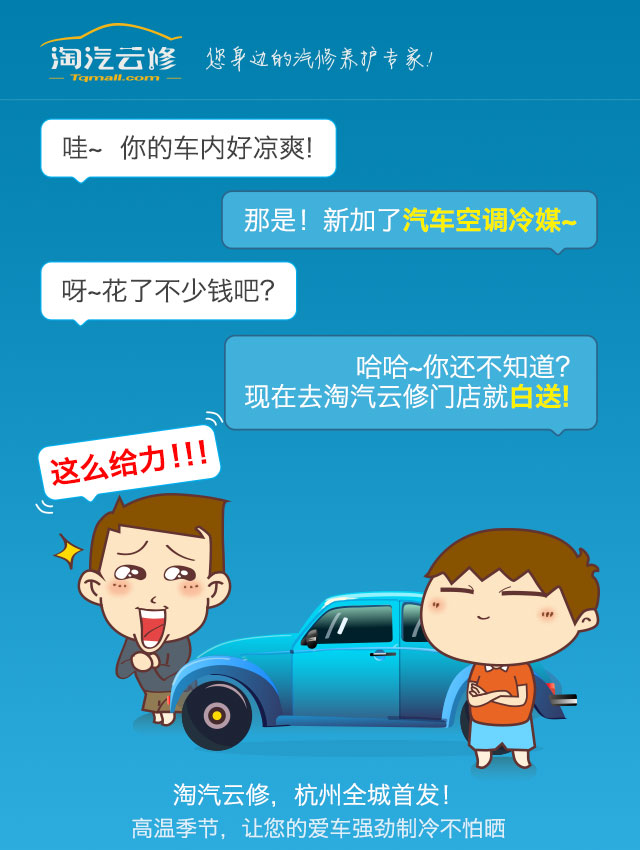 淘汽云修
Tqmall.com
您身边的汽修养护专家!
哇~ 你的车内好凉爽!
那是！新加了汽车空调冷媒~
呀~花了不少钱吧?
哈哈~你还不知道?
现在去淘汽云修门店就白送!
这么给力!!!
淘汽云修，杭州全城首发!
高温季节，让您的爱车强劲制冷不怕晒